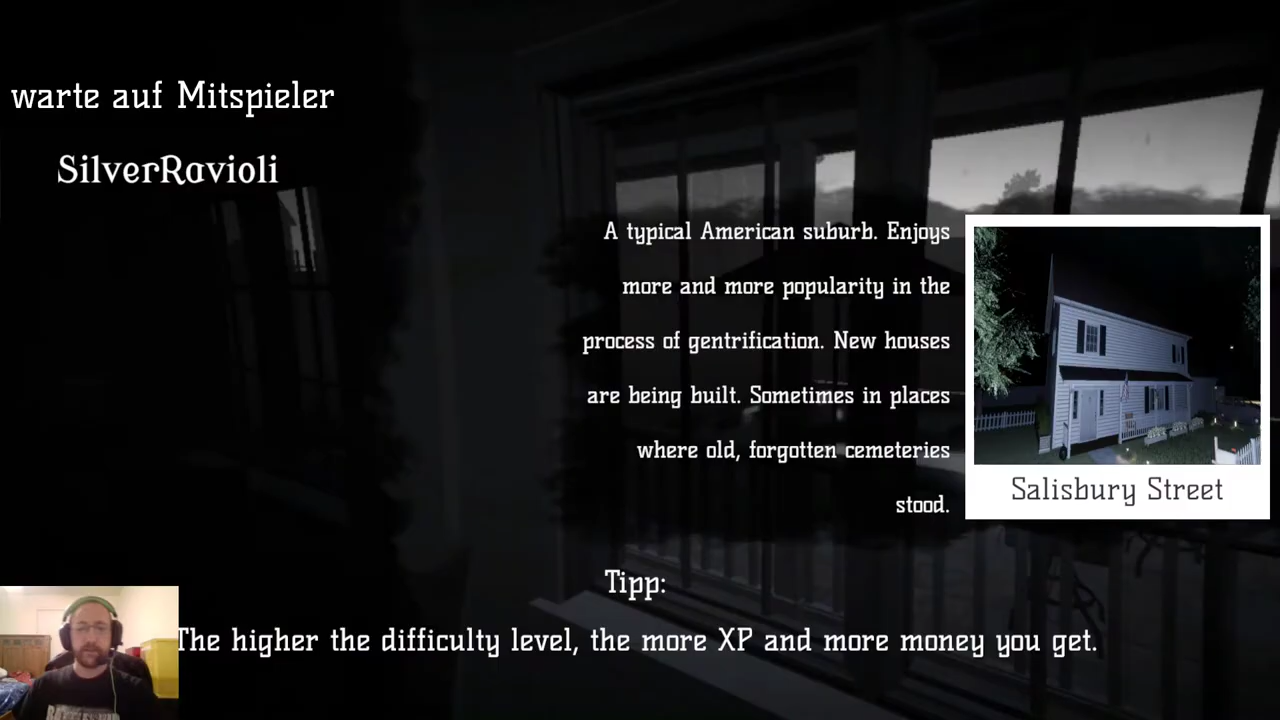 warte auf Mitspieler
SilverRavioli
A typical American suburb. Enjoys
more and more popularity in the
process of gentrification. New houses
are being built. Sometimes in places
where old, forgotten cemeteries
stood.
Salisbury Street
Tipp:
The higher the difficulty level, the more XP and more money you get.